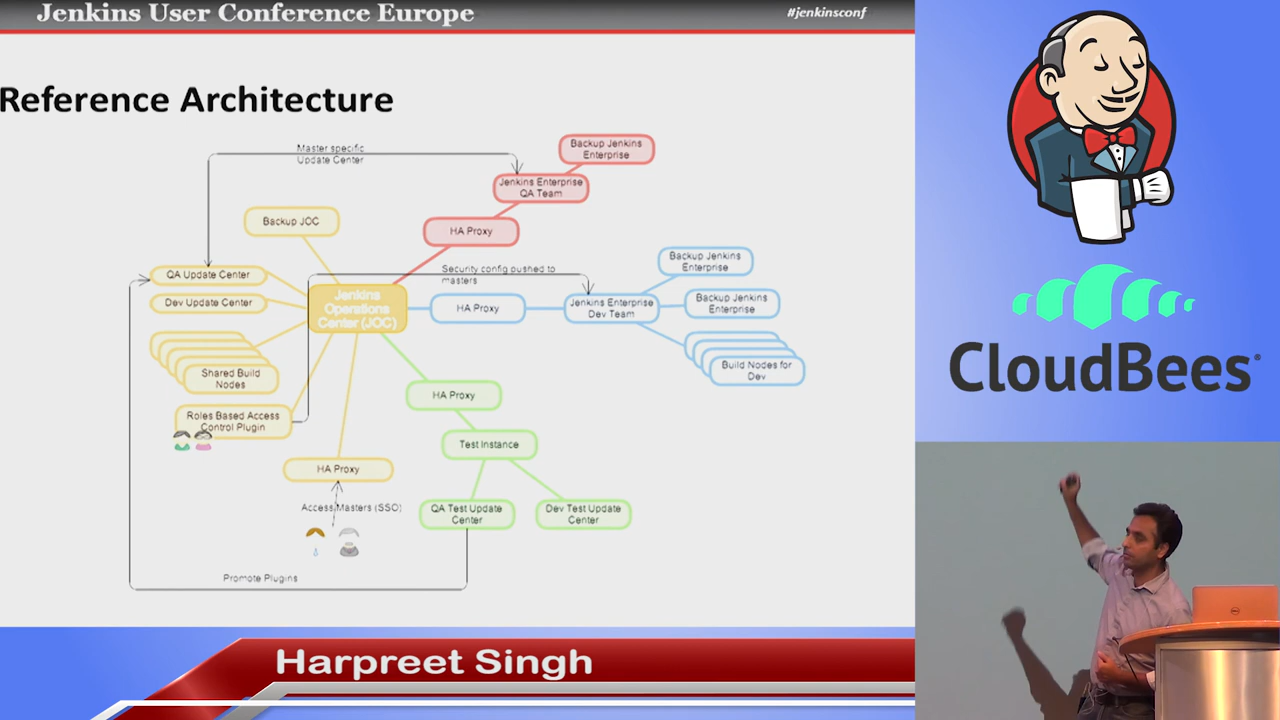 Jenkins User Conference Europe
#jenkinsconf
Reference Architecture
Master specific
Update Center
Backup Jenkins
Enterprise
Jenkins Enterprise
QA Team
HA Proxy
Backup JOC
QA Update Center
Dev Update Center
Jenkins
Operations
Center (JOC)
Security config pushed to
masters
HA Proxy
Jenkins Enterprise
Dev Team
Backup Jenkins
Enterprise
Backup Jenkins
Enterprise
Build Nodes for
Dev
Shared Build
Nodes
Roles Based Access
Control Plugin
HA Proxy
Test Instance
HA Proxy
Access Masters (SSO)
QA Test Update
Center
Dev Test Update
Center
Promote Plugins
Harpreet Singh
CloudBees®
DELL